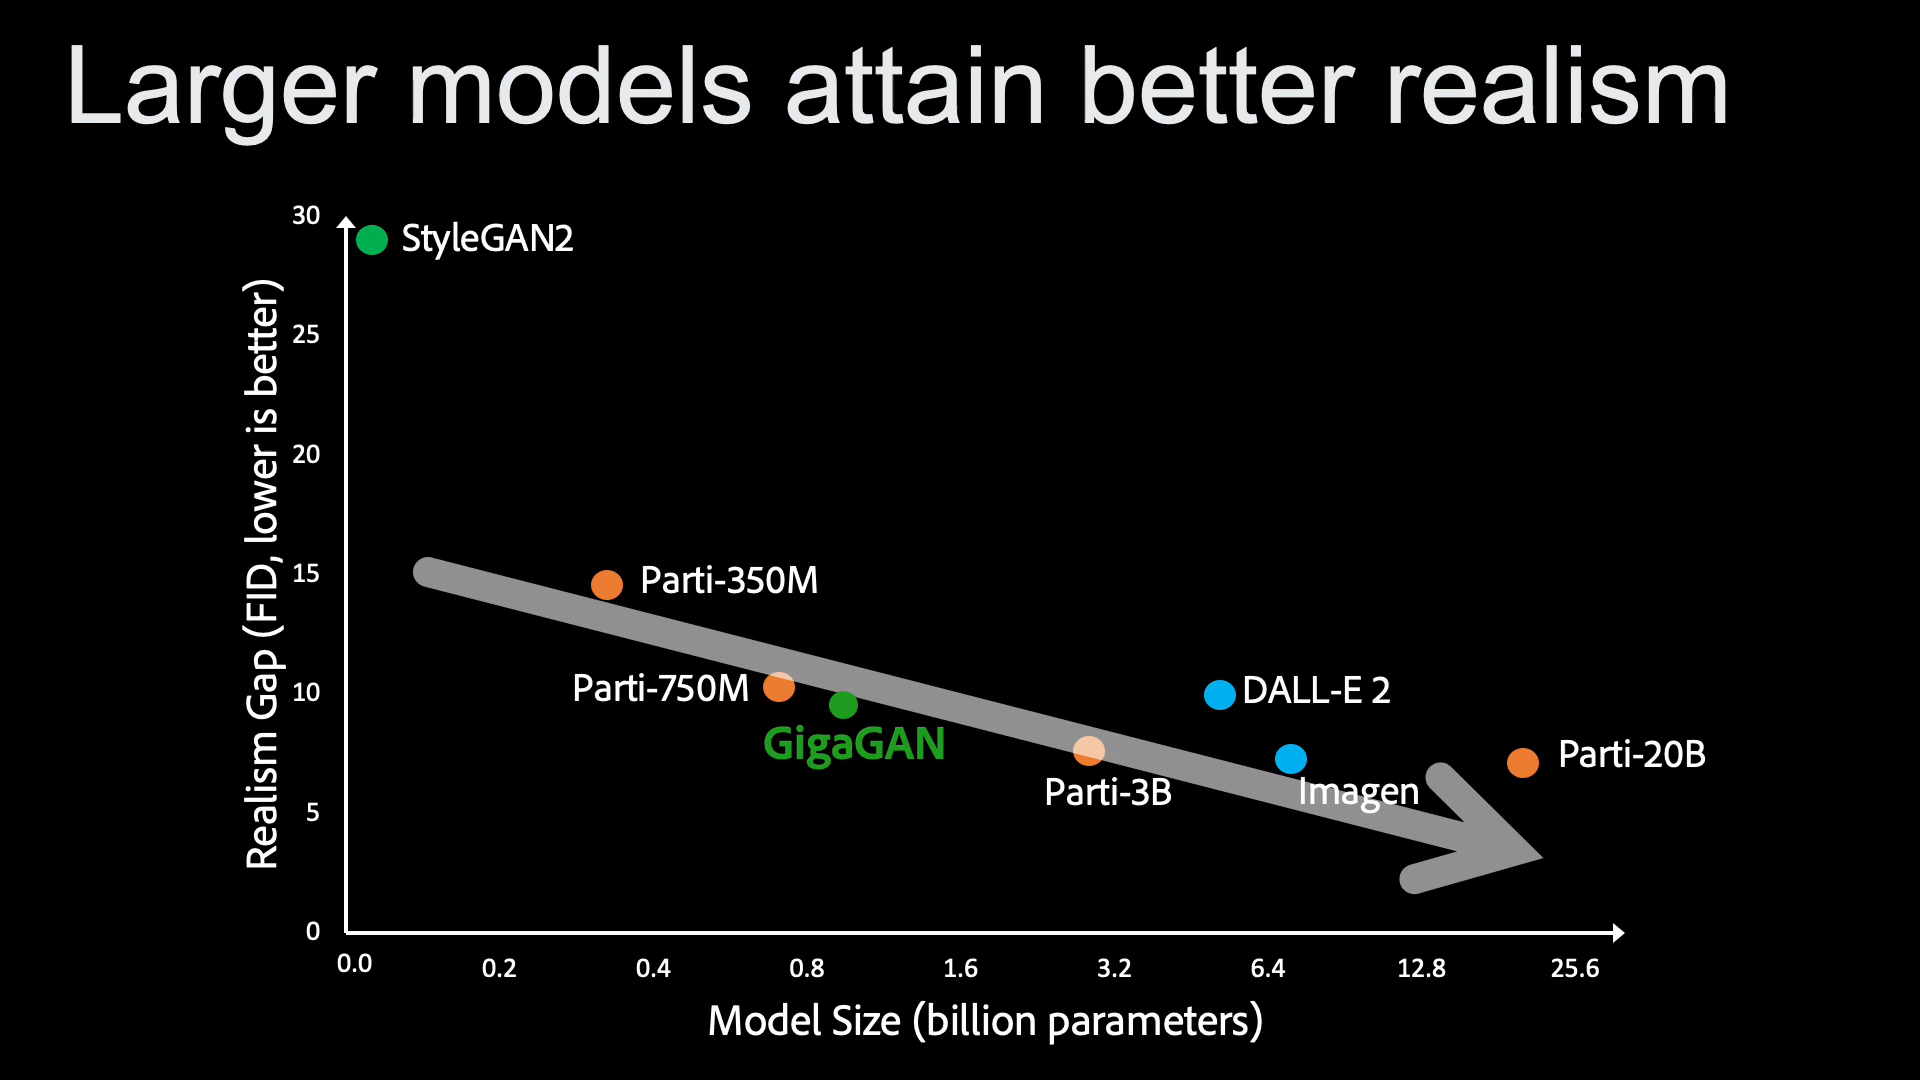 Larger models attain better realism
30
StyleGAN2
25
20
15
10
5
0
Realism Gap (FID, lower is better)
Parti-350M
Parti-750M
GigaGAN
Parti-3B
DALL-E 2
Imagen
Parti-20B
0.0 0.2 0.4 0.8 1.6 3.2 6.4 12.8 25.6
Model Size (billion parameters)